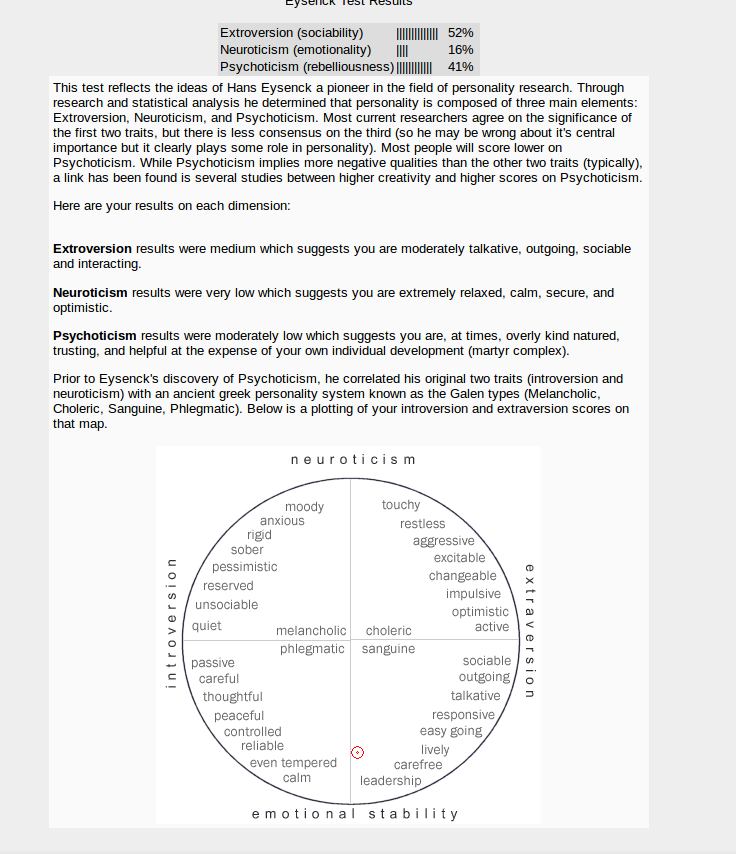 Eysenck Test Results
Extroversion (sociability) |||||||||||||| 52%
Neuroticism (emotionality) |||| 16%
Psychoticism (rebelliousness) |||||||||||| 41%
This test reflects the ideas of Hans Eysenck a pioneer in the field of personality research. Through
research and statistical analysis he determined that personality is composed of three main elements:
Extroversion, Neuroticism, and Psychoticism. Most current researchers agree on the significance of
the first two traits, but there is less consensus on the third (so he may be wrong about it's central
importance but it clearly plays some role in personality). Most people will score lower on
Psychoticism. While Psychoticism implies more negative qualities than the other two traits (typically),
a link has been found is several studies between higher creativity and higher scores on Psychoticism.
Here are your results on each dimension:
Extroversion results were medium which suggests you are moderately talkative, outgoing, sociable
and interacting.
Neuroticism results were very low which suggests you are extremely relaxed, calm, secure, and
optimistic.
Psychoticism results were moderately low which suggests you are, at times, overly kind natured,
trusting, and helpful at the expense of your own individual development (martyr complex).
Prior to Eysenck's discovery of Psychoticism, he correlated his original two traits (introversion and
neuroticism) with an ancient greek personality system known as the Galen types (Melancholic,
Choleric, Sanguine, Phlegmatic). Below is a plotting of your introversion and extraversion scores on
that map.
neuroticism
introversion
moody
anxious
rigid
sober
pessimistic
reserved
unsociable
quiet
melancholic
touchy
restless
aggressive
excitable
changeable
impulsive
optimistic
active
choleric
phlegmatic
passive
careful
thoughtful
peaceful
controlled
reliable
even tempered
calm
sanguine
sociable
outgoing
talkative
responsive
easy going
lively
carefree
leadership
extraversion
emotional stability